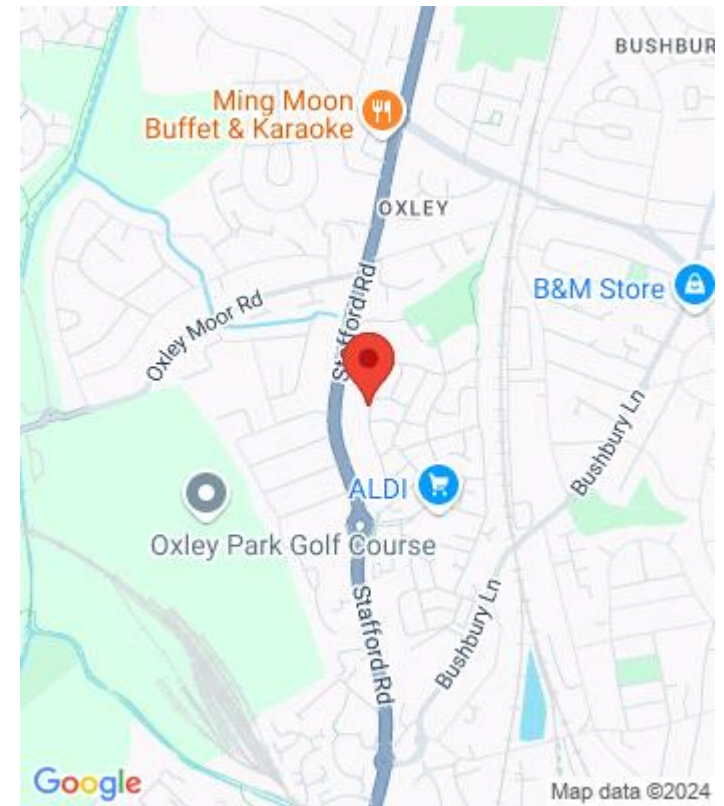 BUSHBUR
Ming Moon
Buffet & Karaoke
OXLEY
B&M Store
Oxley Moor Rd
Stafford Rd
Bushbury Ln
ALDI
Oxley Park Golf Course
Stafford Rd
Bushbury Ln
Google
Map data ©2024